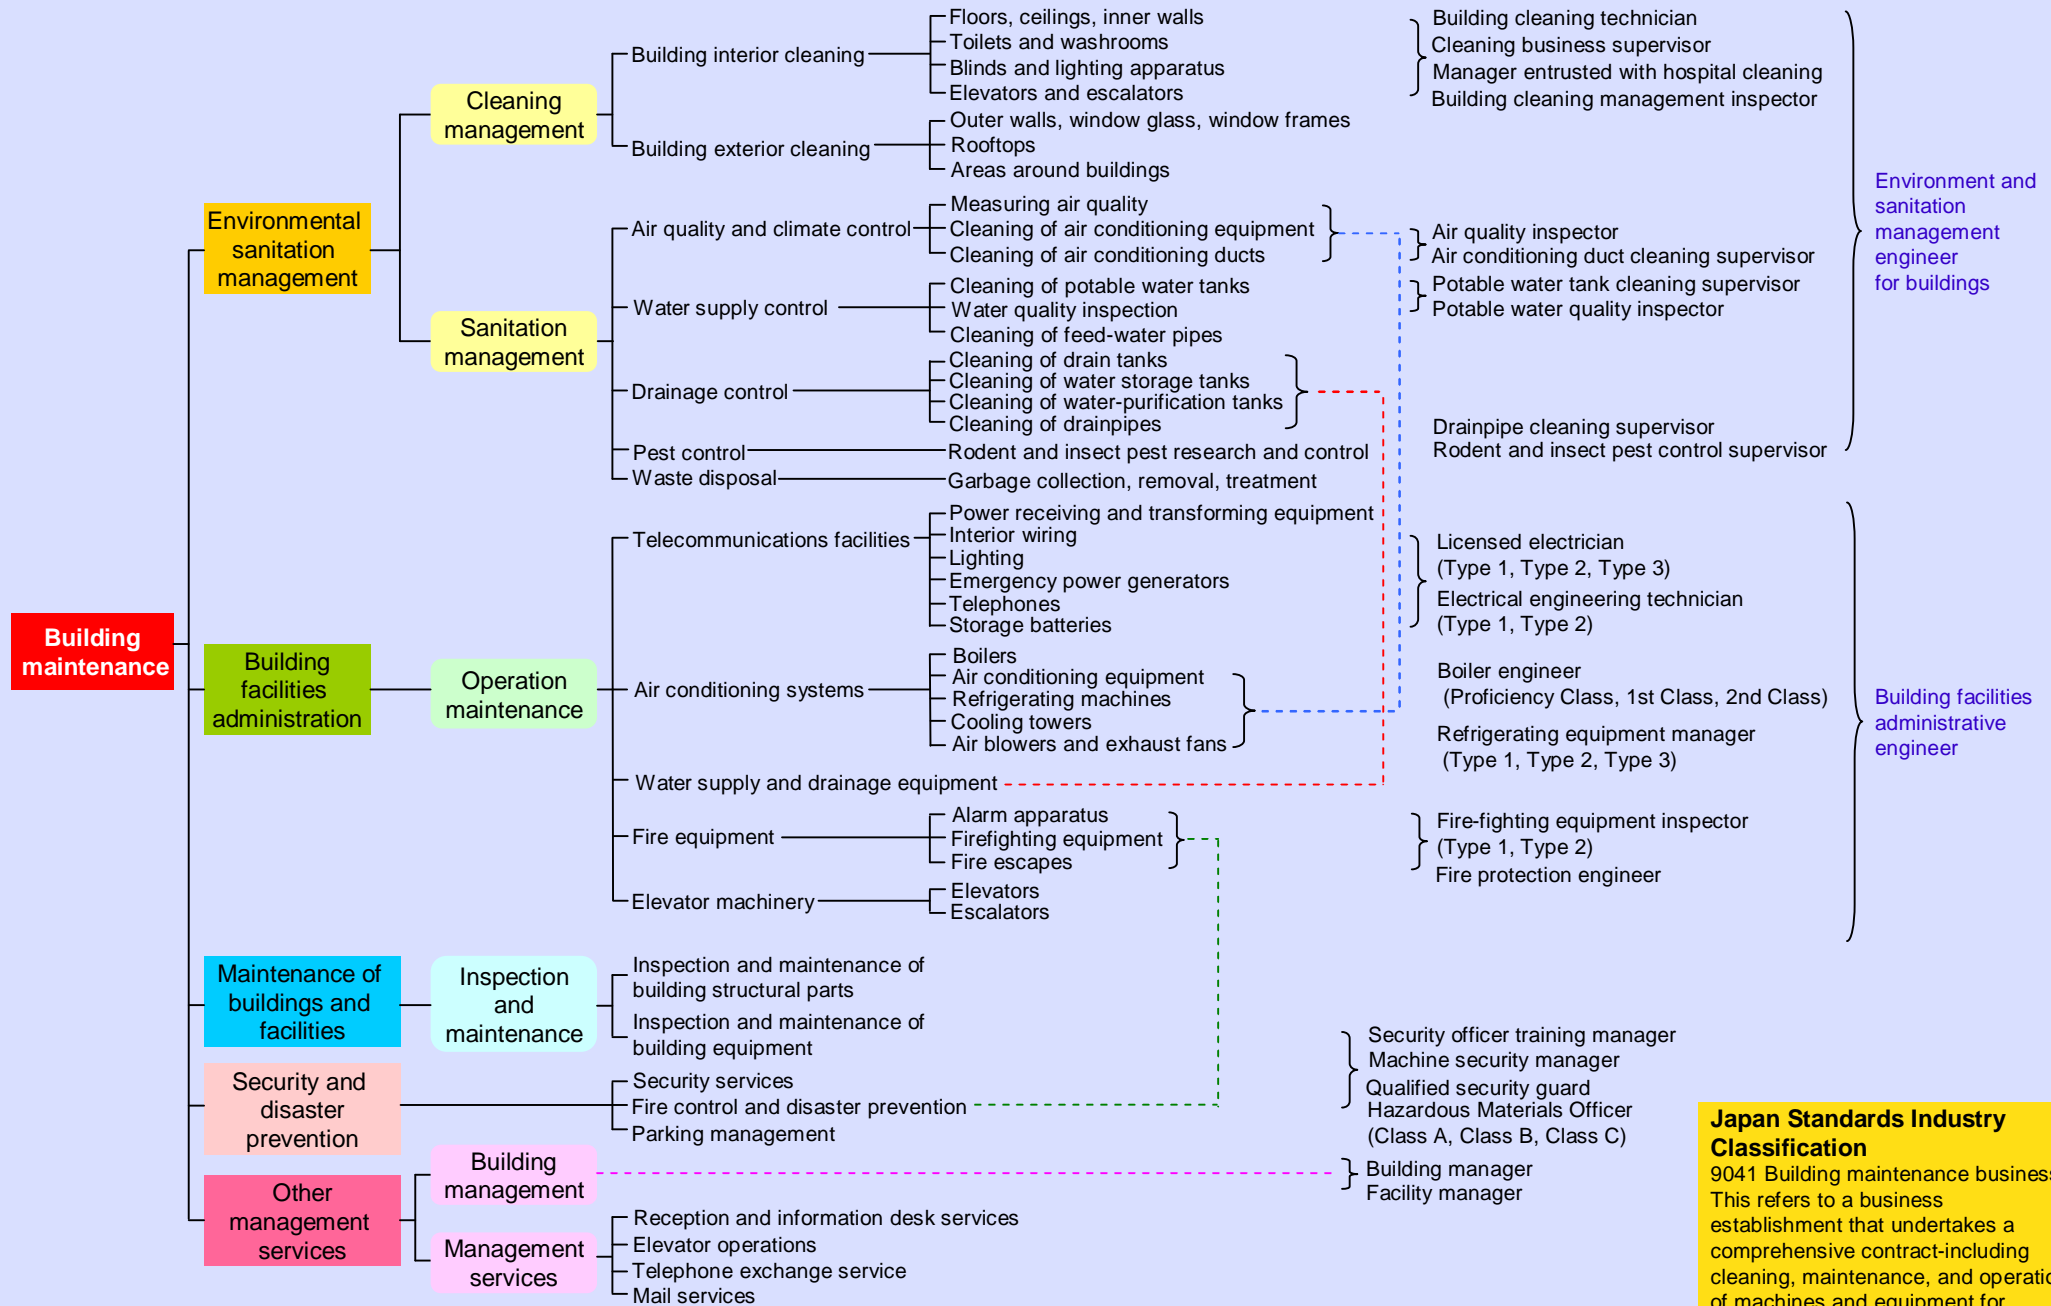 Building
maintenance
Environmental
sanitation
management
Cleaning
management
Building interior cleaning
Floors, ceilings, inner walls
Toilets and washrooms
Blinds and lighting apparatus
Elevators and escalators
Building exterior cleaning
Outer walls, window glass, window frames
Rooftops
Areas around buildings
Building cleaning technician
Cleaning business supervisor
Manager entrusted with hospital cleaning
Building cleaning management inspector
Sanitation
management
Air quality and climate control
Measuring air quality
Cleaning of air conditioning equipment
Cleaning of air conditioning ducts
Air quality inspector
Air conditioning duct cleaning supervisor
Water supply control
Cleaning of potable water tanks
Water quality inspection
Cleaning of feed-water pipes
Potable water tank cleaning supervisor
Potable water quality inspector
Drainage control
Cleaning of drain tanks
Cleaning of water storage tanks
Cleaning of water-purification tanks
Cleaning of drainpipes
Drainpipe cleaning supervisor
Pest control
Rodent and insect pest research and control
Rodent and insect pest control supervisor
Waste disposal
Garbage collection, removal, treatment
Environment and
sanitation
management
engineer
for buildings
Building
facilities
administration
Operation
maintenance
Telecommunications facilities
Power receiving and transforming equipment
Interior wiring
Lighting
Emergency power generators
Telephones
Storage batteries
Licensed electrician
(Type 1, Type 2, Type 3)
Electrical engineering technician
(Type 1, Type 2)
Air conditioning systems
Boilers
Air conditioning equipment
Refrigerating machines
Cooling towers
Air blowers and exhaust fans
Boiler engineer
(Proficiency Class, 1st Class, 2nd Class)
Refrigerating equipment manager
(Type 1, Type 2, Type 3)
Water supply and drainage equipment
Fire equipment
Alarm apparatus
Firefighting equipment
Fire escapes
Fire-fighting equipment inspector
(Type 1, Type 2)
Fire protection engineer
Elevator machinery
Elevators
Escalators
Building facilities
administrative
engineer
Maintenance of
buildings and
facilities
Inspection
and
maintenance
Inspection and maintenance of
building structural parts
Inspection and maintenance of
building equipment
Security and
disaster
prevention
Security services
Fire control and disaster prevention
Parking management
Security officer training manager
Machine security manager
Qualified security guard
Hazardous Materials Officer
(Class A, Class B, Class C)
Other
management
services
Building
management
Building manager
Facility manager
Management
services
Reception and information desk services
Elevator operations
Telephone exchange service
Mail services
Japan Standards Industry
Classification
9041 Building maintenance business
This refers to a business
establishment that undertakes a
comprehensive contract-including
cleaning, maintenance, and operatio
of machines and equipment for